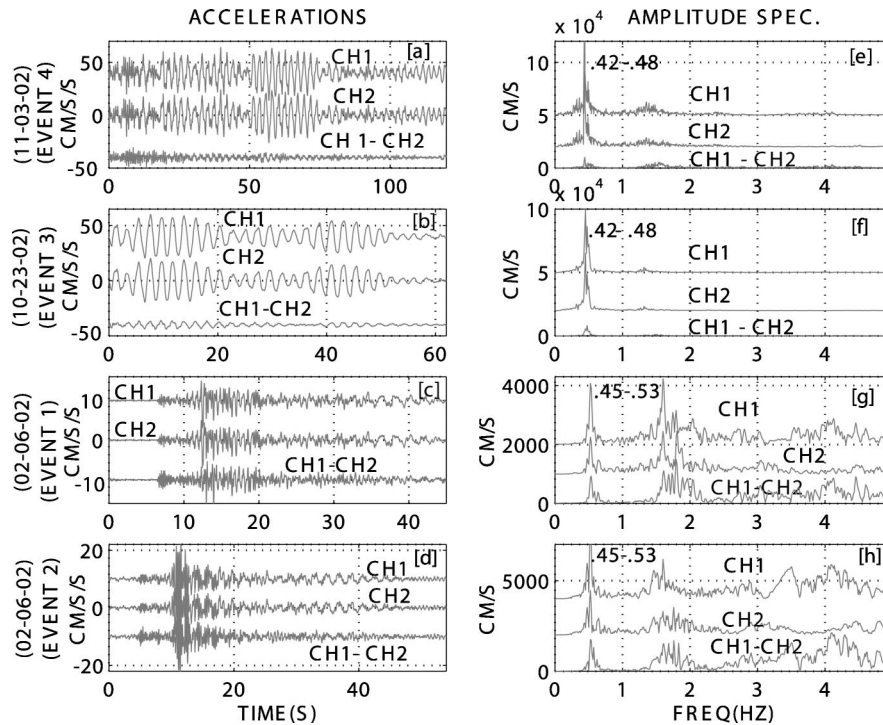 ACCELERATIONS
AMPLITUDE SPEC.
(11-03-02)
(EVENT 4)
CM/S/S
50
0
-50
[a]
CH1
CH2
CH 1- CH2
0 50 100
x 10⁴
CM/S
10
5
0
.42-.48
[e]
CH1
CH2
CH1 - CH2
0 1 2 3 4
(10-23-02)
(EVENT 3)
CM/S/S
50
0
-50
[b]
CH1
CH2
CH1-CH2
0 20 40 60
x 10⁴
CM/S
10
5
0
.42-.48
[f]
CH1
CH2
CH1 - CH2
0 1 2 3 4
(02-06-02)
(EVENT 1)
CM/S/S
10
0
-10
CH1
CH2
[c]
CH1-CH2
10 20 30 40
CM/S
4000
2000
0
.45-.53
[g]
CH1
CH2
CH1-CH2
0 1 2 3 4
(02-06-02)
(EVENT 2)
CM/S/S
20
0
-20
[d]
CH1
CH2
CH1- CH2
0 20 40
TIME(S)
CM/S
5000
0
.45-.53
[h]
CH1
CH2
CH1-CH2
0 1 2 3 4
FREQ(HZ)